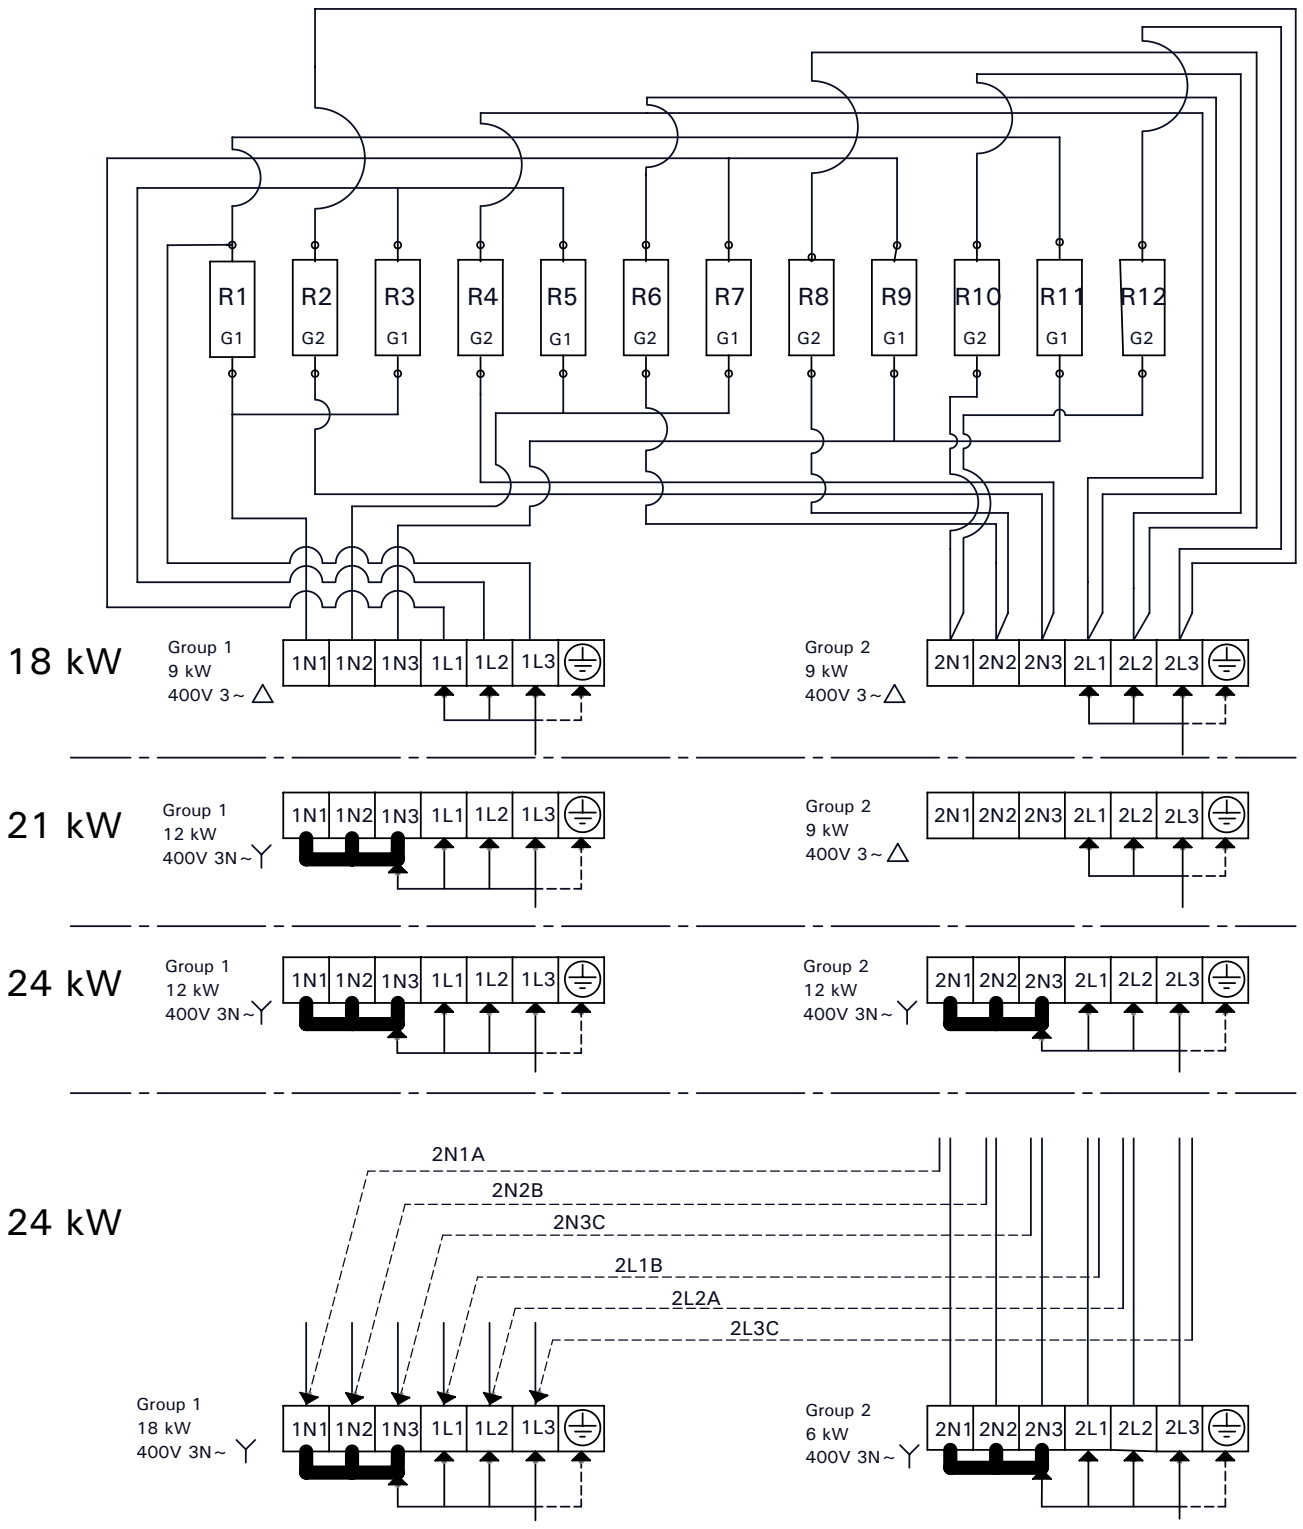 R1 R2 R3 R4 R5 R6 R7 R8 R9 R10 R11 R12
G1 G2 G1 G2 G1 G2 G1 G2 G1 G2 G1 G2
18 kW
Group 1
9 kW
400V 3~ △
1N1 1N2 1N3 1L1 1L2 1L3
Group 2
9 kW
400V 3~ △
2N1 2N2 2N3 2L1 2L2 2L3
21 kW
Group 1
12 kW
400V 3N~
1N1 1N2 1N3 1L1 1L2 1L3
Group 2
9 kW
400V 3~ △
2N1 2N2 2N3 2L1 2L2 2L3
24 kW
Group 1
12 kW
400V 3N~
1N1 1N2 1N3 1L1 1L2 1L3
Group 2
12 kW
400V 3N~
2N1 2N2 2N3 2L1 2L2 2L3
24 kW
2N1A
2N2B
2N3C
2L1B
2L2A
2L3C
Group 1
18 kW
400V 3N~
1N1 1N2 1N3 1L1 1L2 1L3
Group 2
6 kW
400V 3N~
2N1 2N2 2N3 2L1 2L2 2L3